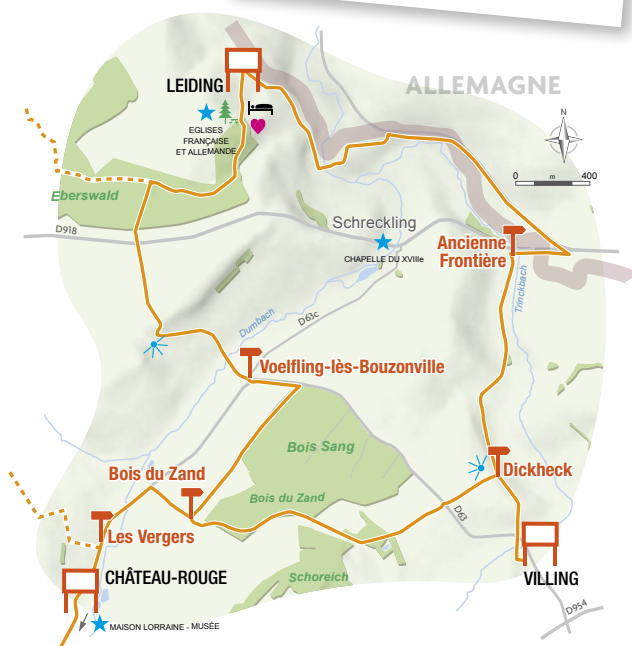 ALLEMAGNE
LEIDING
EGLISES
FRANÇAISE
ET ALLEMANDE
N
0 m 400
Eberswald
D918
Schreckling
CHAPELLE DU XVIIIe
Ancienne
Frontière
Trinckbach
Dumbach
D63c
Voelfling-lès-Bouzonville
Bois Sang
Bois du Zand
Dickheck
Bois du Zand
Les Vergers
D63
CHÂTEAU-ROUGE
Schoreich
VILLING
D954
MAISON LORRAINE - MUSÉE